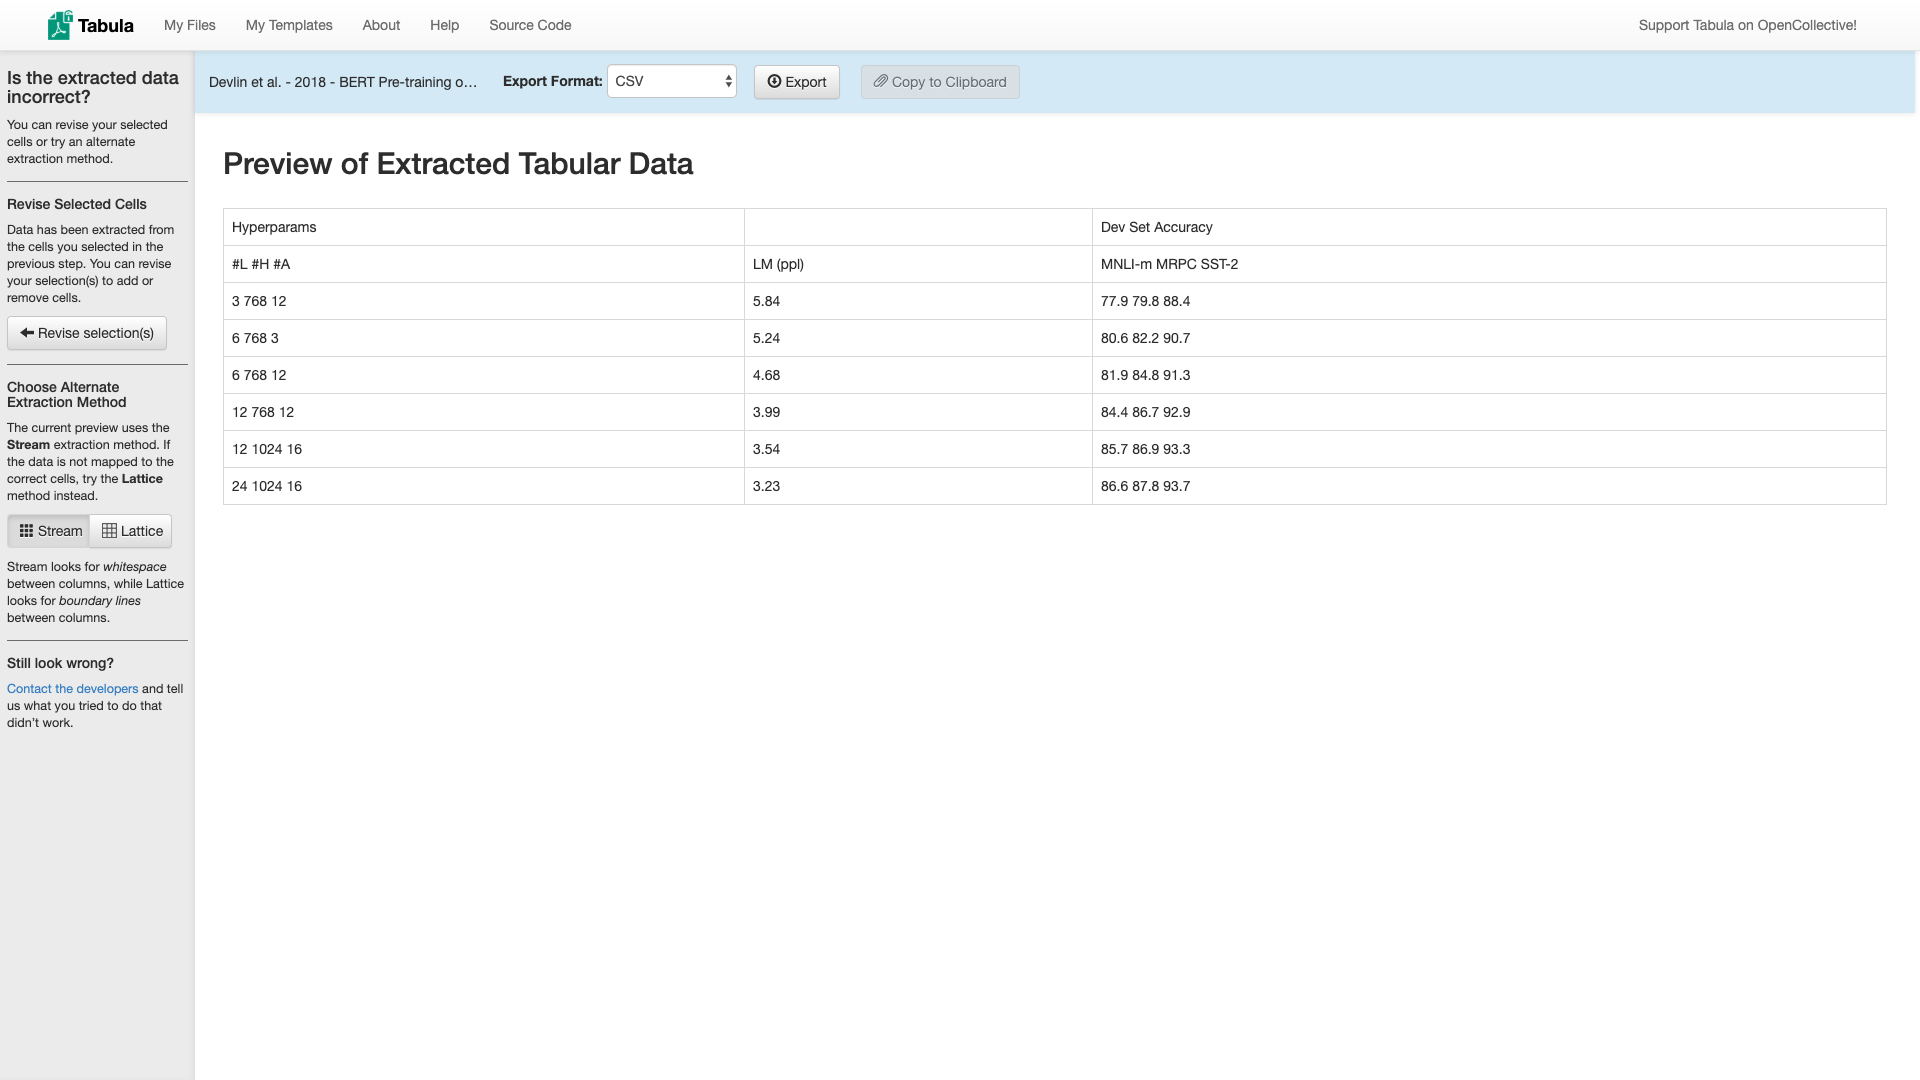 Tabula
My Files
My Templates
About
Help
Source Code
Support Tabula on OpenCollective!
Is the extracted data
incorrect?
You can revise your selected
cells or try an alternate
extraction method.
Revise Selected Cells
Data has been extracted from
the cells you selected in the
previous step. You can revise
your selection(s) to add or
remove cells.
Revise selection(s)
Choose Alternate
Extraction Method
The current preview uses the
Stream extraction method. If
the data is not mapped to the
correct cells, try the Lattice
method instead.
Stream
Lattice
Stream looks for whitespace
between columns, while Lattice
looks for boundary lines
between columns.
Still look wrong?
Contact the developers and tell
us what you tried to do that
didn't work.
Devlin et al. - 2018 - BERT Pre-training o…
Export Format:
CSV
Export
Copy to Clipboard
Preview of Extracted Tabular Data
Hyperparams Dev Set Accuracy
#L #H #A LM (ppl) MNLI-m MRPC SST-2
3 768 12 5.84 77.9 79.8 88.4
6 768 3 5.24 80.6 82.2 90.7
6 768 12 4.68 81.9 84.8 91.3
12 768 12 3.99 84.4 86.7 92.9
12 1024 16 3.54 85.7 86.9 93.3
24 1024 16 3.23 86.6 87.8 93.7